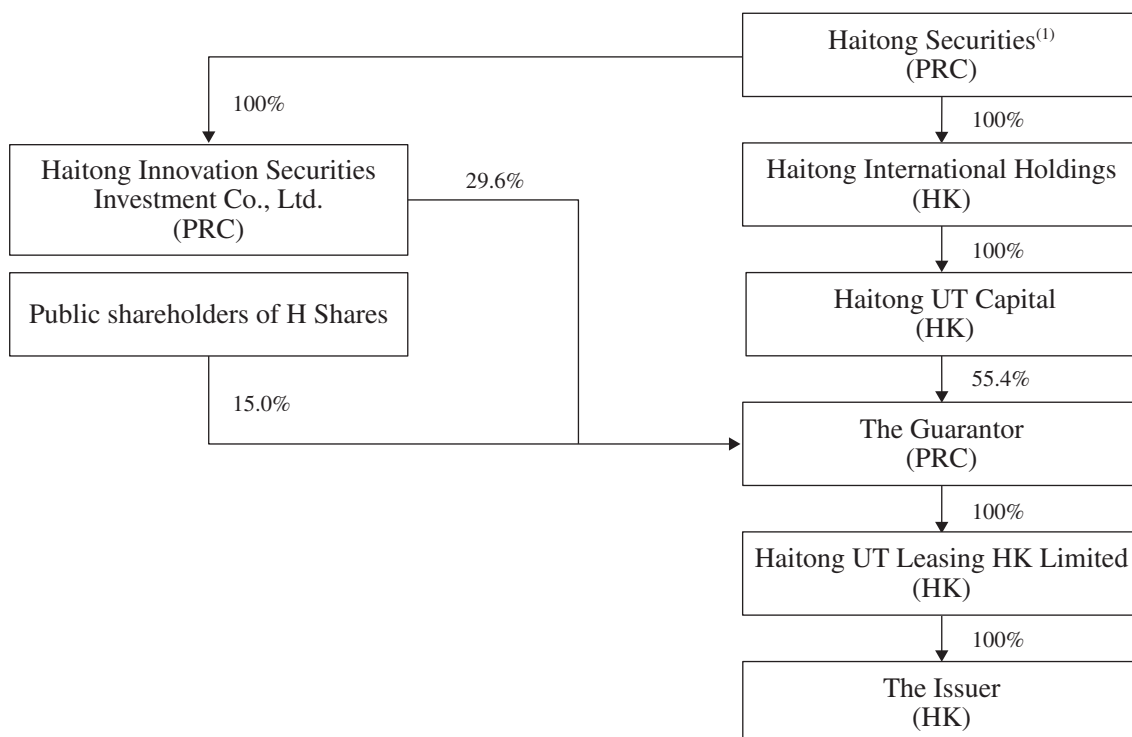 Haitong Securities(1)
(PRC)
100%
100%
Haitong Innovation Securities
Investment Co., Ltd.
(PRC)
29.6%
Haitong International Holdings
(HK)
100%
Public shareholders of H Shares
Haitong UT Capital
(HK)
15.0%
55.4%
The Guarantor
(PRC)
100%
Haitong UT Leasing HK Limited
(HK)
100%
The Issuer
(HK)